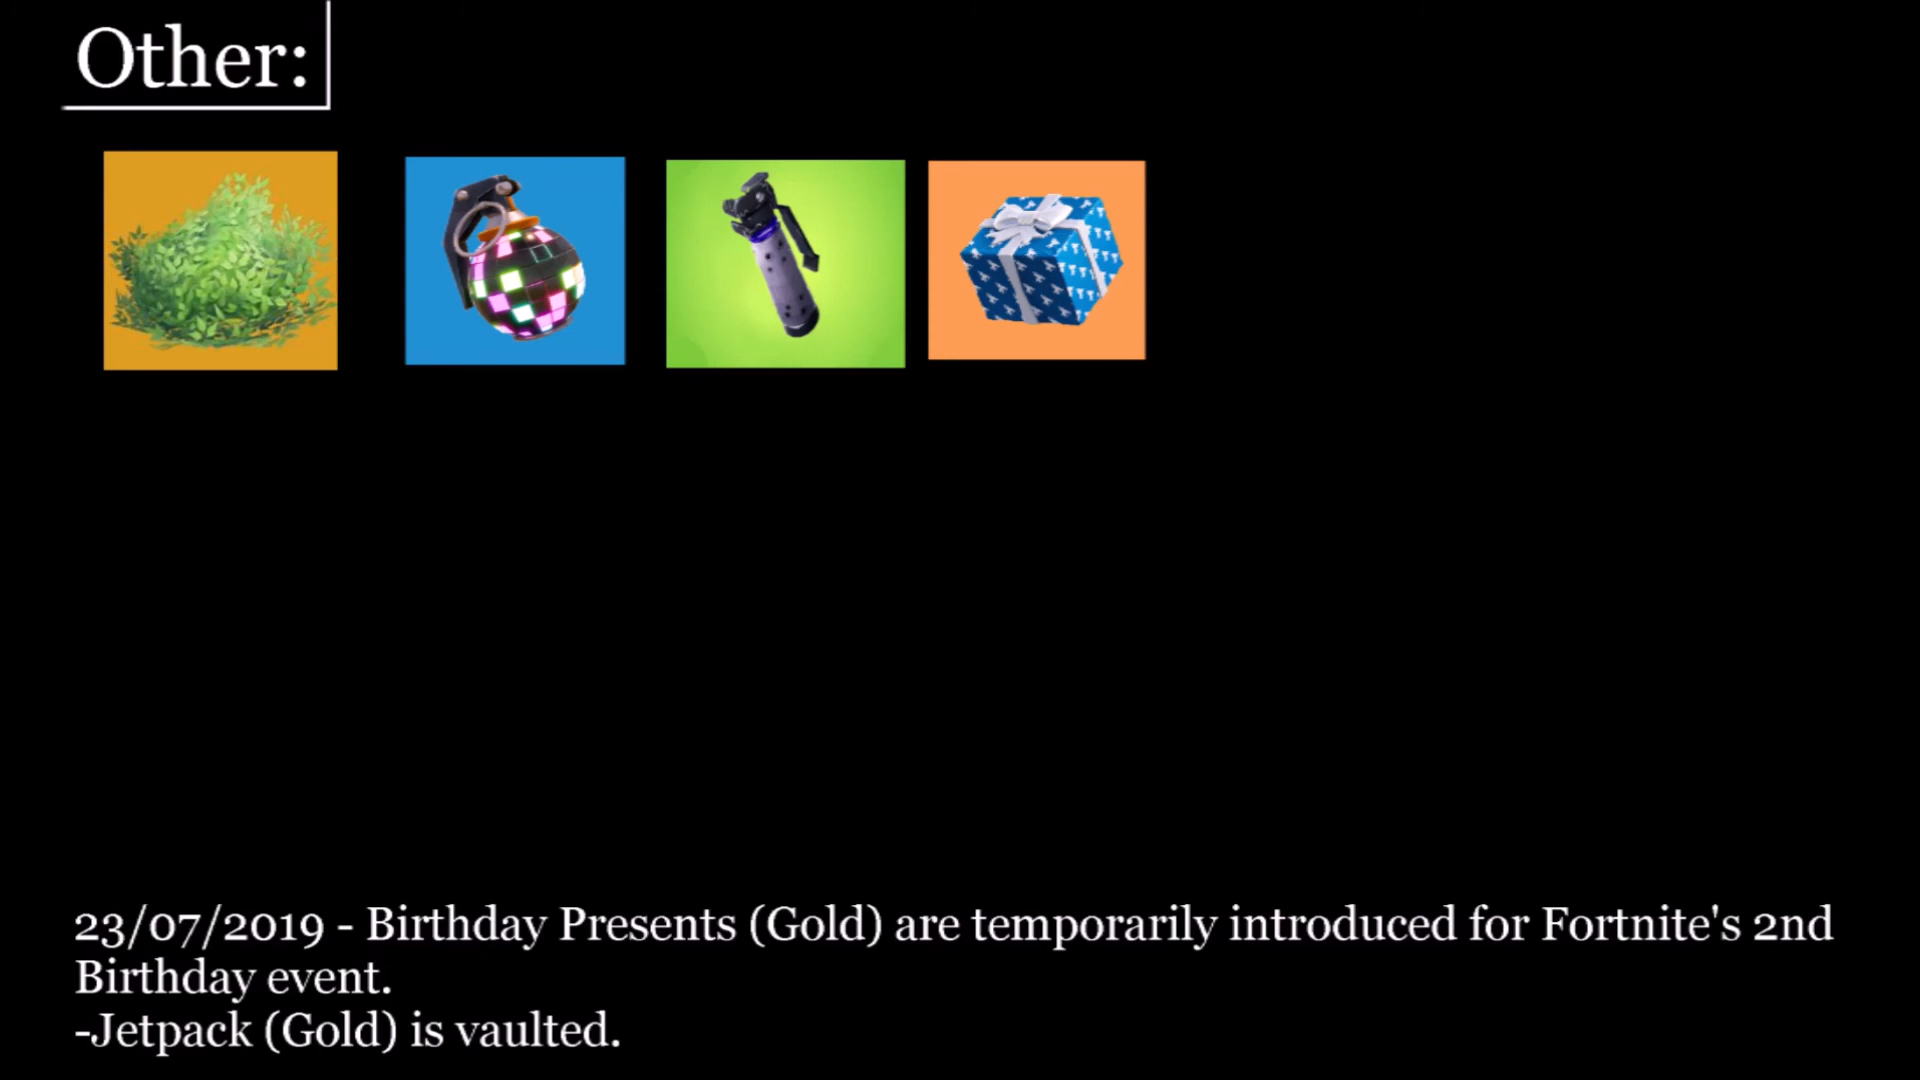 Other:
23/07/2019 - Birthday Presents (Gold) are temporarily introduced for Fortnite's 2nd
Birthday event.
-Jetpack (Gold) is vaulted.